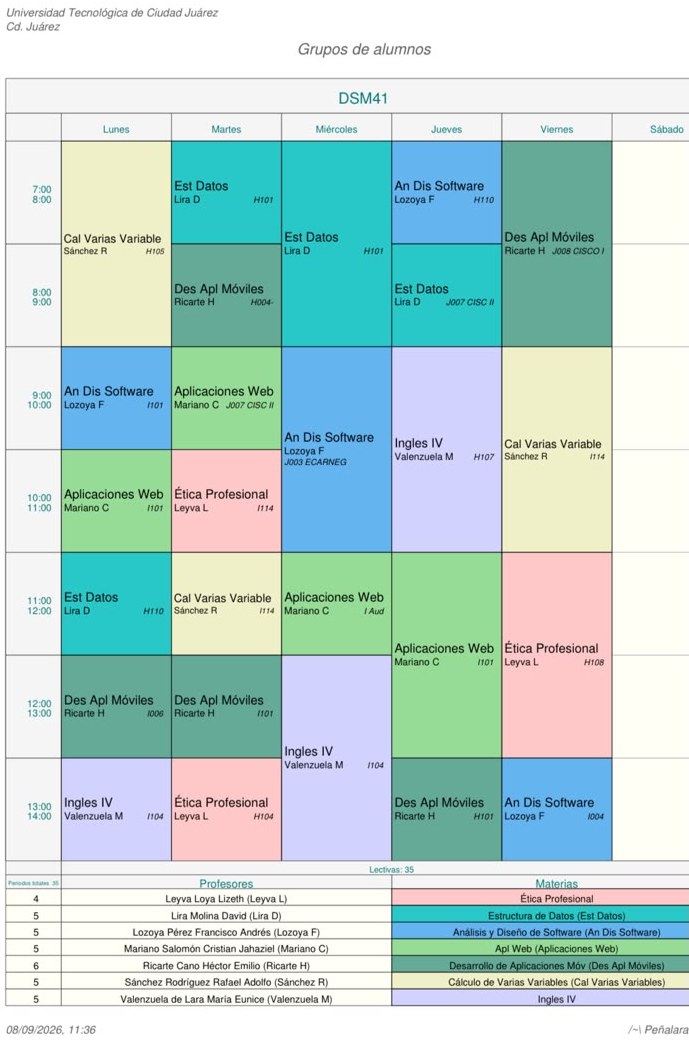 Universidad Tecnológica de Ciudad Juárez
Cd. Juárez
Grupos de alumnos
DSM41
Lunes Martes Miércoles Jueves Viernes Sábado
7:00
8:00
Cal Varias Variable
Sánchez R H105
Est Datos
Lira D H101
Est Datos
Lira D H101
An Dis Software
Lozoya F H110
Des Apl Móviles
Ricarte H J008 CISCO I
8:00
9:00
Des Apl Móviles
Ricarte H H004-
Est Datos
Lira D J007 CISC II
9:00
10:00
An Dis Software
Lozoya F I101
Aplicaciones Web
Mariano C J007 CISC II
An Dis Software
Lozoya F
J003 ECARNEG
Ingles IV
Valenzuela M H107
Cal Varias Variable
Sánchez R I114
10:00
11:00
Aplicaciones Web
Mariano C I101
Ética Profesional
Leyva L I114
11:00
12:00
Est Datos
Lira D H110
Cal Varias Variable
Sánchez R I114
Aplicaciones Web
Mariano C I Aud
Aplicaciones Web
Mariano C I101
Ética Profesional
Leyva L H108
12:00
13:00
Des Apl Móviles
Ricarte H I006
Des Apl Móviles
Ricarte H I101
Ingles IV
Valenzuela M I104
13:00
14:00
Ingles IV
Valenzuela M I104
Ética Profesional
Leyva L H104
Des Apl Móviles
Ricarte H H101
An Dis Software
Lozoya F I004
Lectivas: 35
Periodos totales :35 Profesores Materias
4 Leyva Loya Lizeth (Leyva L) Ética Profesional
5 Lira Molina David (Lira D) Estructura de Datos (Est Datos)
5 Lozoya Pérez Francisco Andrés (Lozoya F) Análisis y Diseño de Software (An Dis Software)
5 Mariano Salomón Cristian Jahaziel (Mariano C) Apl Web (Aplicaciones Web)
6 Ricarte Cano Héctor Emilio (Ricarte H) Desarrollo de Aplicaciones Móv (Des Apl Móviles)
5 Sánchez Rodríguez Rafael Adolfo (Sánchez R) Cálculo de Varias Variables (Cal Varias Variables)
5 Valenzuela de Lara María Eunice (Valenzuela M) Ingles IV
08/09/2026, 11:36 /~\ Peñalara